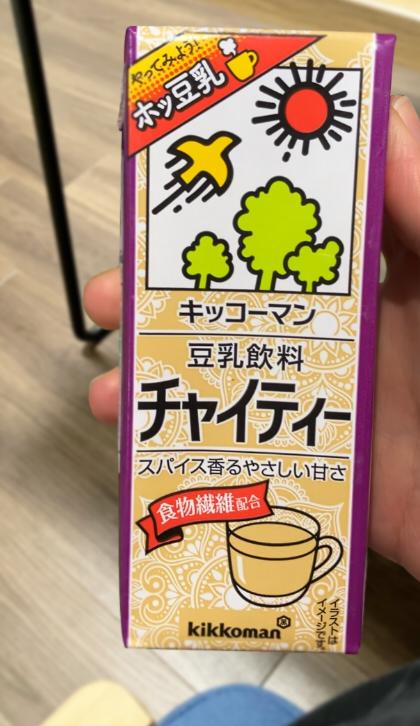 やってみよう!
ホッ豆乳
キッコーマン
豆乳飲料
チャイティー
スパイス香るやさしい甘さ
食物繊維配合
kikkoman
イラストは
イメージです。